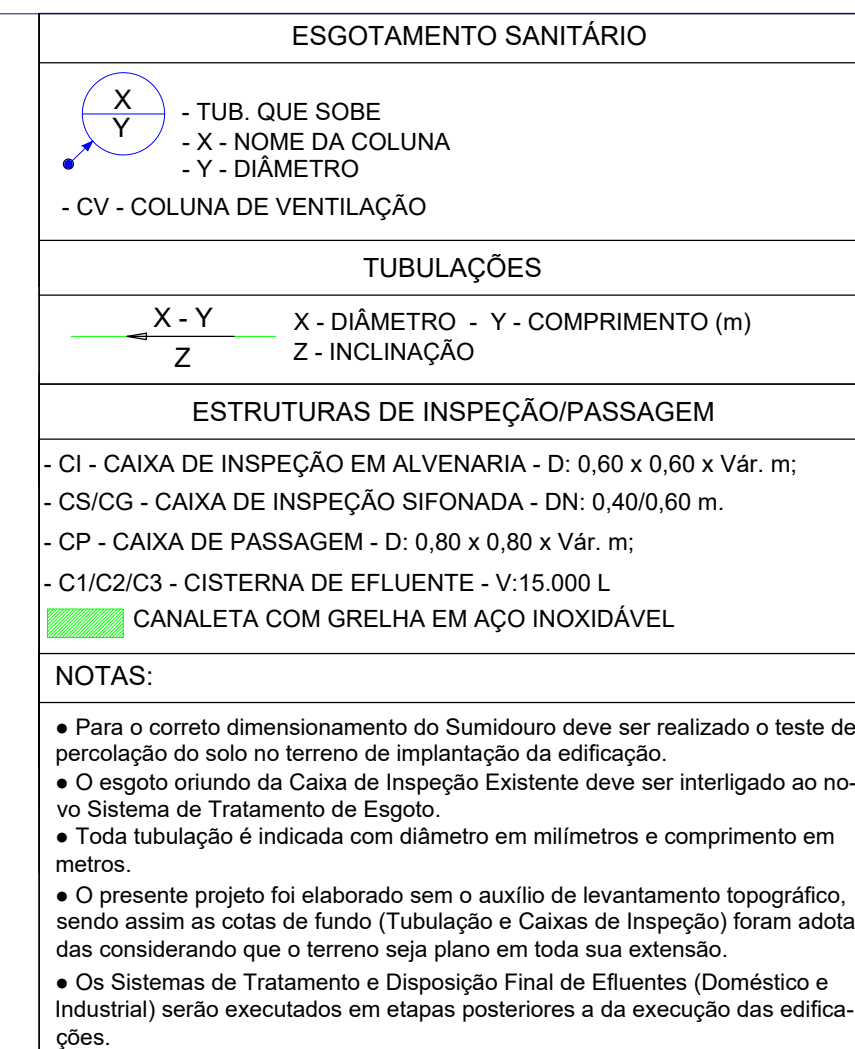 ESGOTAMENTO SANITÁRIO
X
Y
- TUB. QUE SOBE
- X - NOME DA COLUNA
- Y - DIÂMETRO
- CV - COLUNA DE VENTILAÇÃO
TUBULAÇÕES
X - Y
Z
X - DIÂMETRO - Y - COMPRIMENTO (m)
Z - INCLINAÇÃO
ESTRUTURAS DE INSPEÇÃO/PASSAGEM
- CI - CAIXA DE INSPEÇÃO EM ALVENARIA - D: 0,60 x 0,60 x Vár. m;
- CS/CG - CAIXA DE INSPEÇÃO SIFONADA - DN: 0,40/0,60 m.
- CP - CAIXA DE PASSAGEM - D: 0,80 x 0,80 x Vár. m;
- C1/C2/C3 - CISTERNA DE EFLUENTE - V:15.000 L
CANALETA COM GRELHA EM AÇO INOXIDÁVEL
NOTAS:
● Para o correto dimensionamento do Sumidouro deve ser realizado o teste de
percolação do solo no terreno de implantação da edificação.
● O esgoto oriundo da Caixa de Inspeção Existente deve ser interligado ao no-
vo Sistema de Tratamento de Esgoto.
● Toda tubulação é indicada com diâmetro em milímetros e comprimento em
metros.
● O presente projeto foi elaborado sem o auxílio de levantamento topográfico,
sendo assim as cotas de fundo (Tubulação e Caixas de Inspeção) foram adota
das considerando que o terreno seja plano em toda sua extensão.
● Os Sistemas de Tratamento e Disposição Final de Efluentes (Doméstico e
Industrial) serão executados em etapas posteriores a da execução das edifica-
ções.